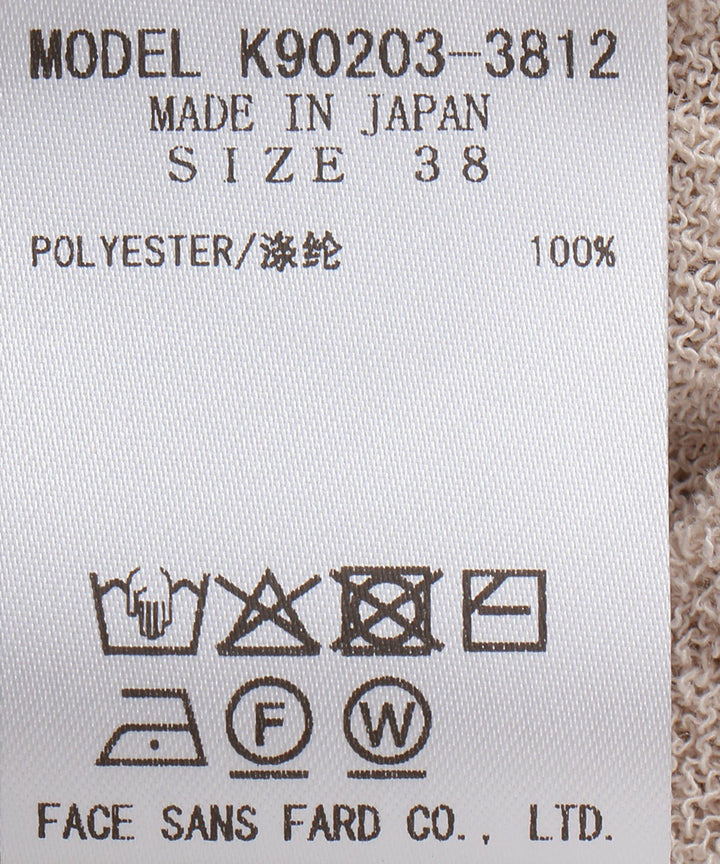 MODEL K90203-3812
MADE IN JAPAN
SIZE 38
POLYESTER/涤纶 100%
F W
FACE SANS FARD CO., LTD.